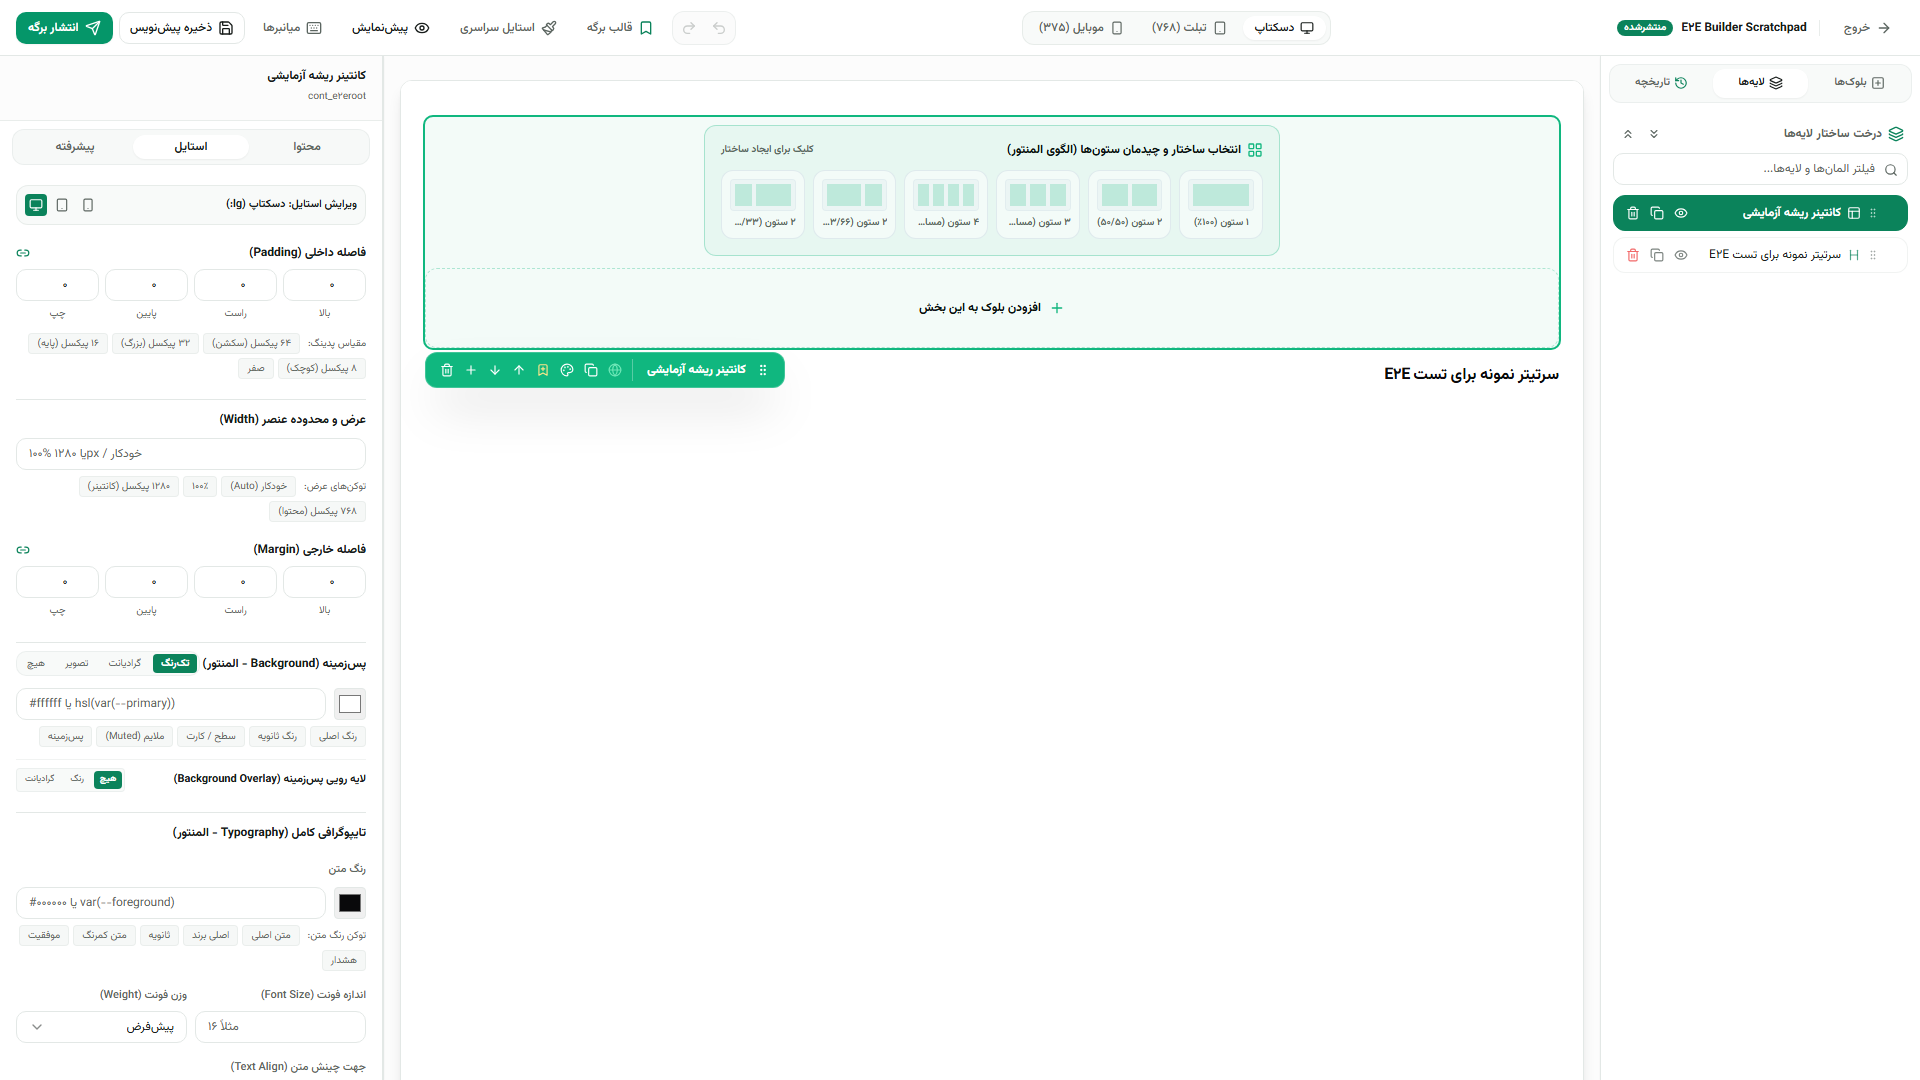 خروج
E2E Builder Scratchpad
منتشرشده
دسکتاپ
تبلت (۷۶۸)
موبایل (۳۷۵)
قالب برگه
استایل سراسری
پیش‌نمایش
میانبرها
ذخیره پیش‌نویس
انتشار برگه
بلوک‌ها
لایه‌ها
تاریخچه
درخت ساختار لایه‌ها
فیلتر المان‌ها و لایه‌ها...
کانتینر ریشه آزمایشی
سرتیتر نمونه برای تست E2E
انتخاب ساختار و چیدمان ستون‌ها (الگوی المنتور)
کلیک برای ایجاد ساختار
۱ ستون (۱۰۰٪)
۲ ستون (۵۰/۵۰)
۳ ستون (مسا...
۴ ستون (مسا...
۲ ستون (۳/۶۶...
۲ ستون (/۳۳...
افزودن بلوک به این بخش
کانتینر ریشه آزمایشی
سرتیتر نمونه برای تست E2E
کانتینر ریشه آزمایشی
cont_e2eroot
محتوا
استایل
پیشرفته
ویرایش استایل: دسکتاپ (lg:)
فاصله داخلی (Padding)
۰ ۰ ۰ ۰
بالا راست پایین چپ
مقیاس پدینگ: ۶۴ پیکسل (سکشن) ۳۲ پیکسل (بزرگ) ۱۶ پیکسل (پایه)
۸ پیکسل (کوچک) صفر
عرض و محدوده عنصر (Width)
۱۰۰% یا ۱۲۸۰px / خودکار
توکن‌های عرض: خودکار (Auto) ۱۰۰٪ ۱۲۸۰ پیکسل (کانتینر)
۷۶۸ پیکسل (محتوا)
فاصله خارجی (Margin)
۰ ۰ ۰ ۰
بالا راست پایین چپ
پس‌زمینه (Background - المنتور) تک‌رنگ گرادیانت تصویر هیچ
#ffffff یا hsl(var(--primary))
رنگ اصلی رنگ ثانویه سطح / کارت ملایم (Muted) پس‌زمینه
لایه رویی پس‌زمینه (Background Overlay) هیچ رنگ گرادیانت
تایپوگرافی کامل (Typography - المنتور)
رنگ متن
#۰۰۰۰۰۰ یا var(--foreground)
توکن رنگ متن: متن اصلی اصلی برند ثانویه متن کمرنگ موفقیت
هشدار
اندازه فونت (Font Size) وزن فونت (Weight)
مثلاً ۱۶ پیش‌فرض
جهت چینش متن (Text Align)